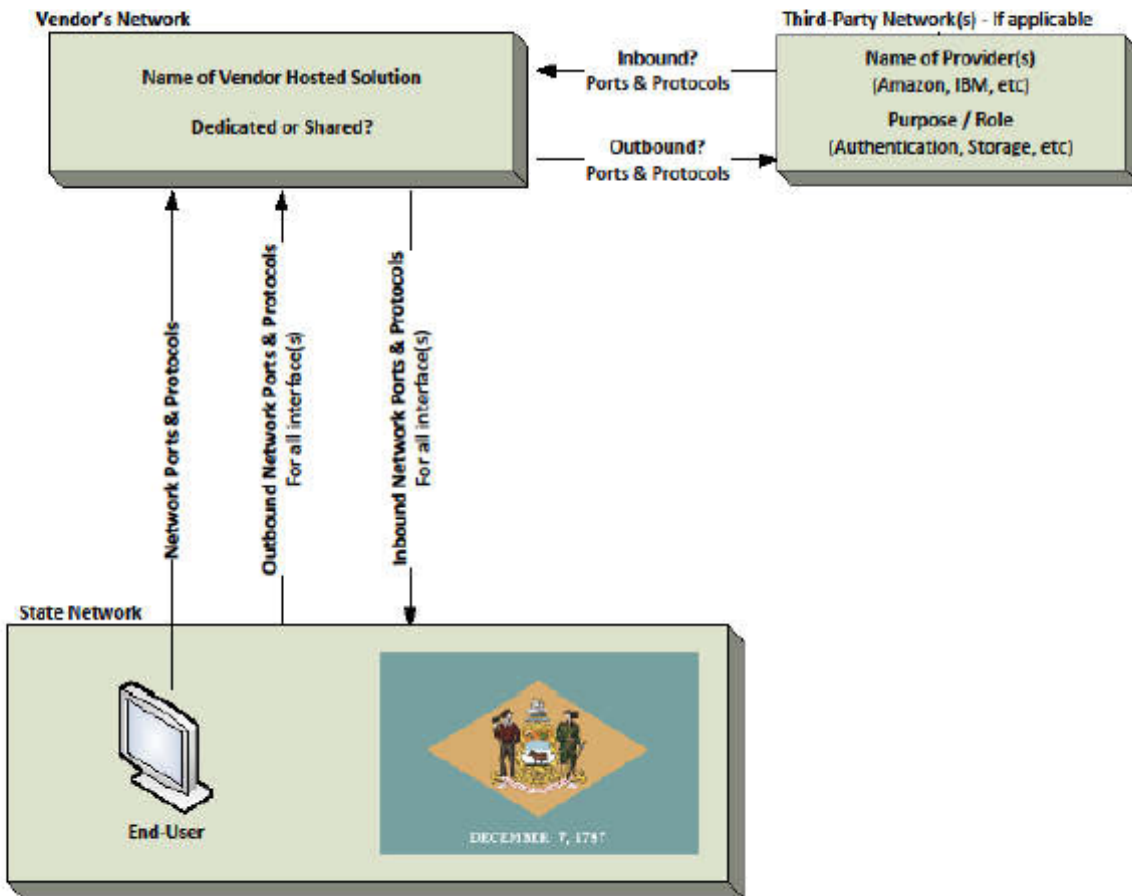 Vendor's Network
Third-Party Network(s) - If applicable
Name of Vendor Hosted Solution
Dedicated or Shared?
Inbound?
Ports & Protocols
Outbound?
Ports & Protocols
Name of Provider(s)
(Amazon, IBM, etc)
Purpose / Role
(Authentication, Storage, etc)
Network Ports & Protocols
Outbound Network Ports & Protocols
For all interface(s)
Inbound Network Ports & Protocols
For all interface(s)
State Network
End-User
DECEMBER 7, 1787